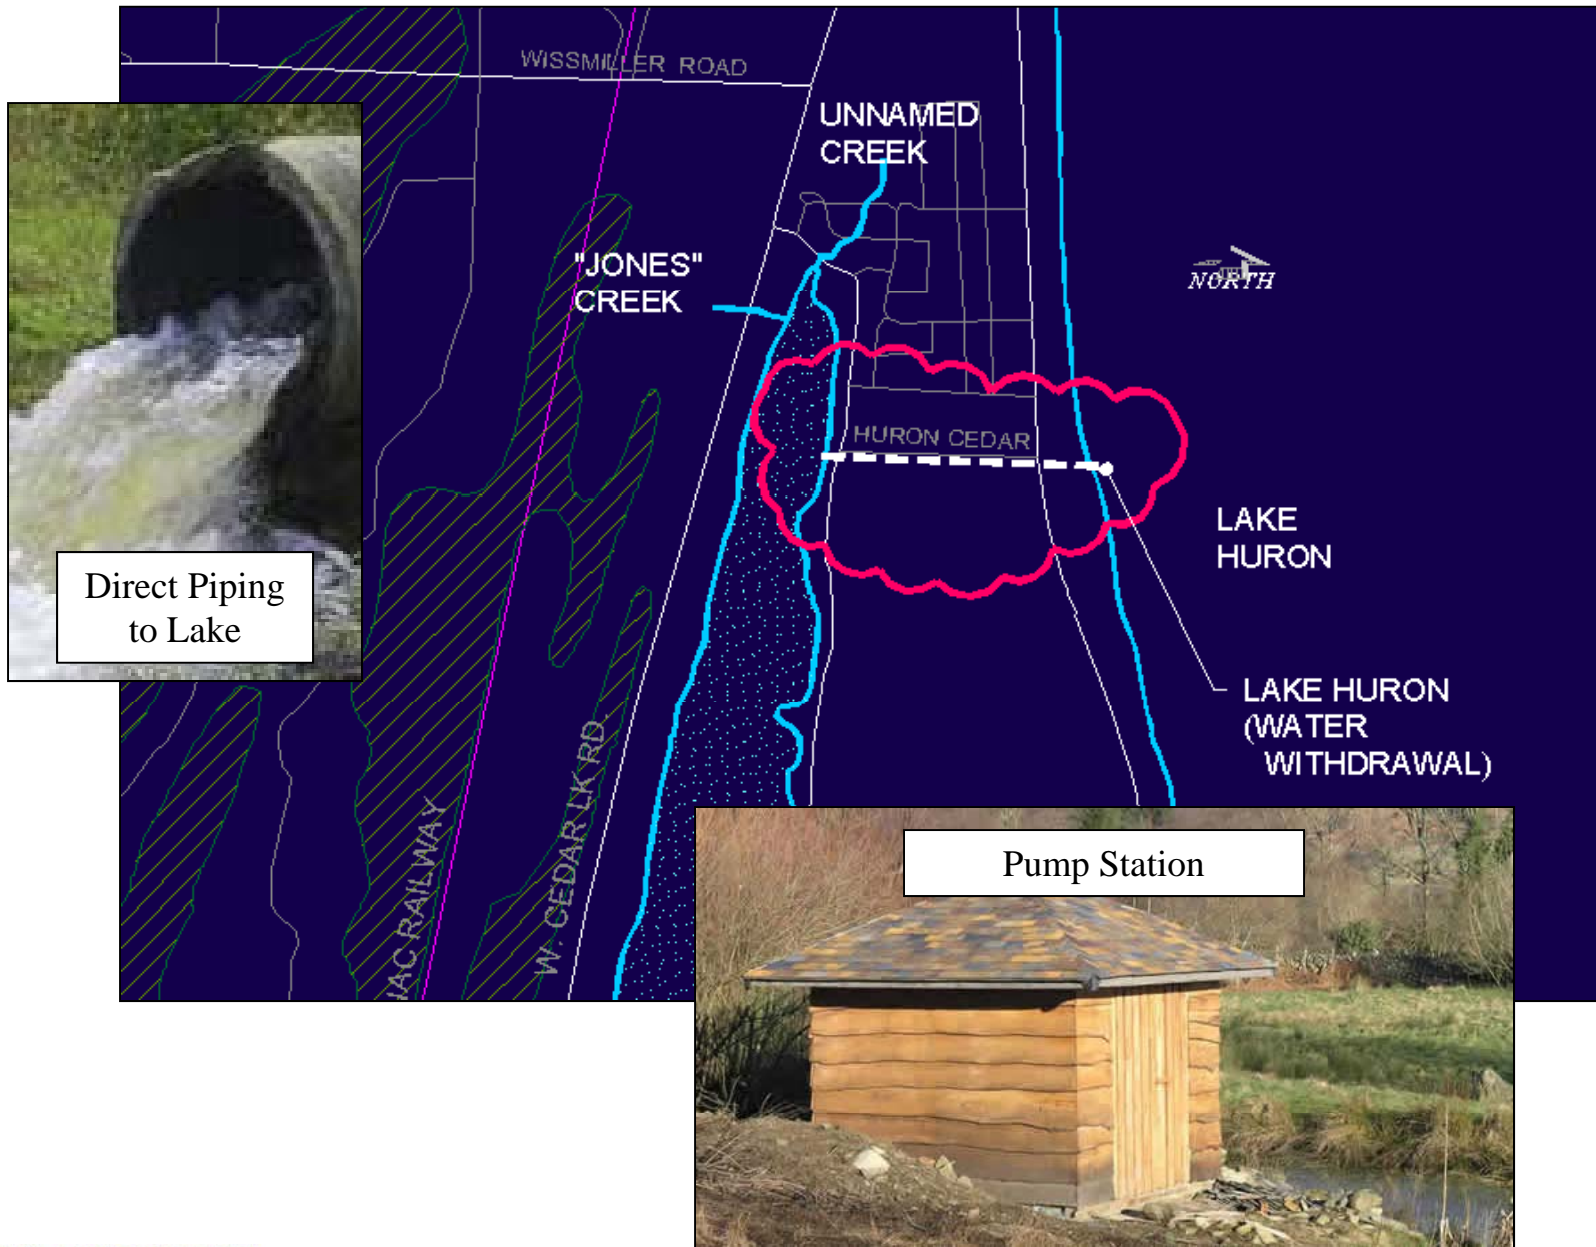 WISSMILLER ROAD
UNNAMED
CREEK
"JONES"
CREEK
NORTH
HURON CEDAR
LAKE
HURON
Direct Piping
to Lake
LAKE HURON
(WATER
WITHDRAWAL)
W. CEDAR LK RD.
RAILWAY
Pump Station